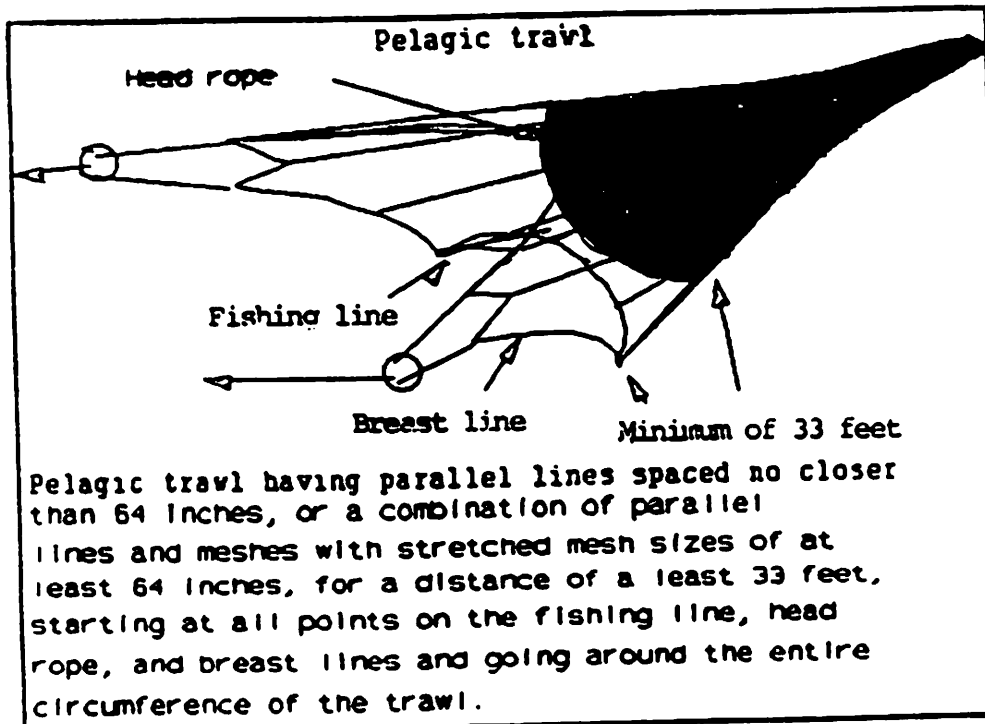 Pelagic trawl
Head rope
Fishing line
Breast line
Minimum of 33 feet
Pelagic trawl having parallel lines spaced no closer
than 64 inches, or a combination of parallel
lines and meshes with stretched mesh sizes of at
least 64 inches, for a distance of a least 33 feet,
starting at all points on the fishing line, head
rope, and breast lines and going around the entire
circumference of the trawl.